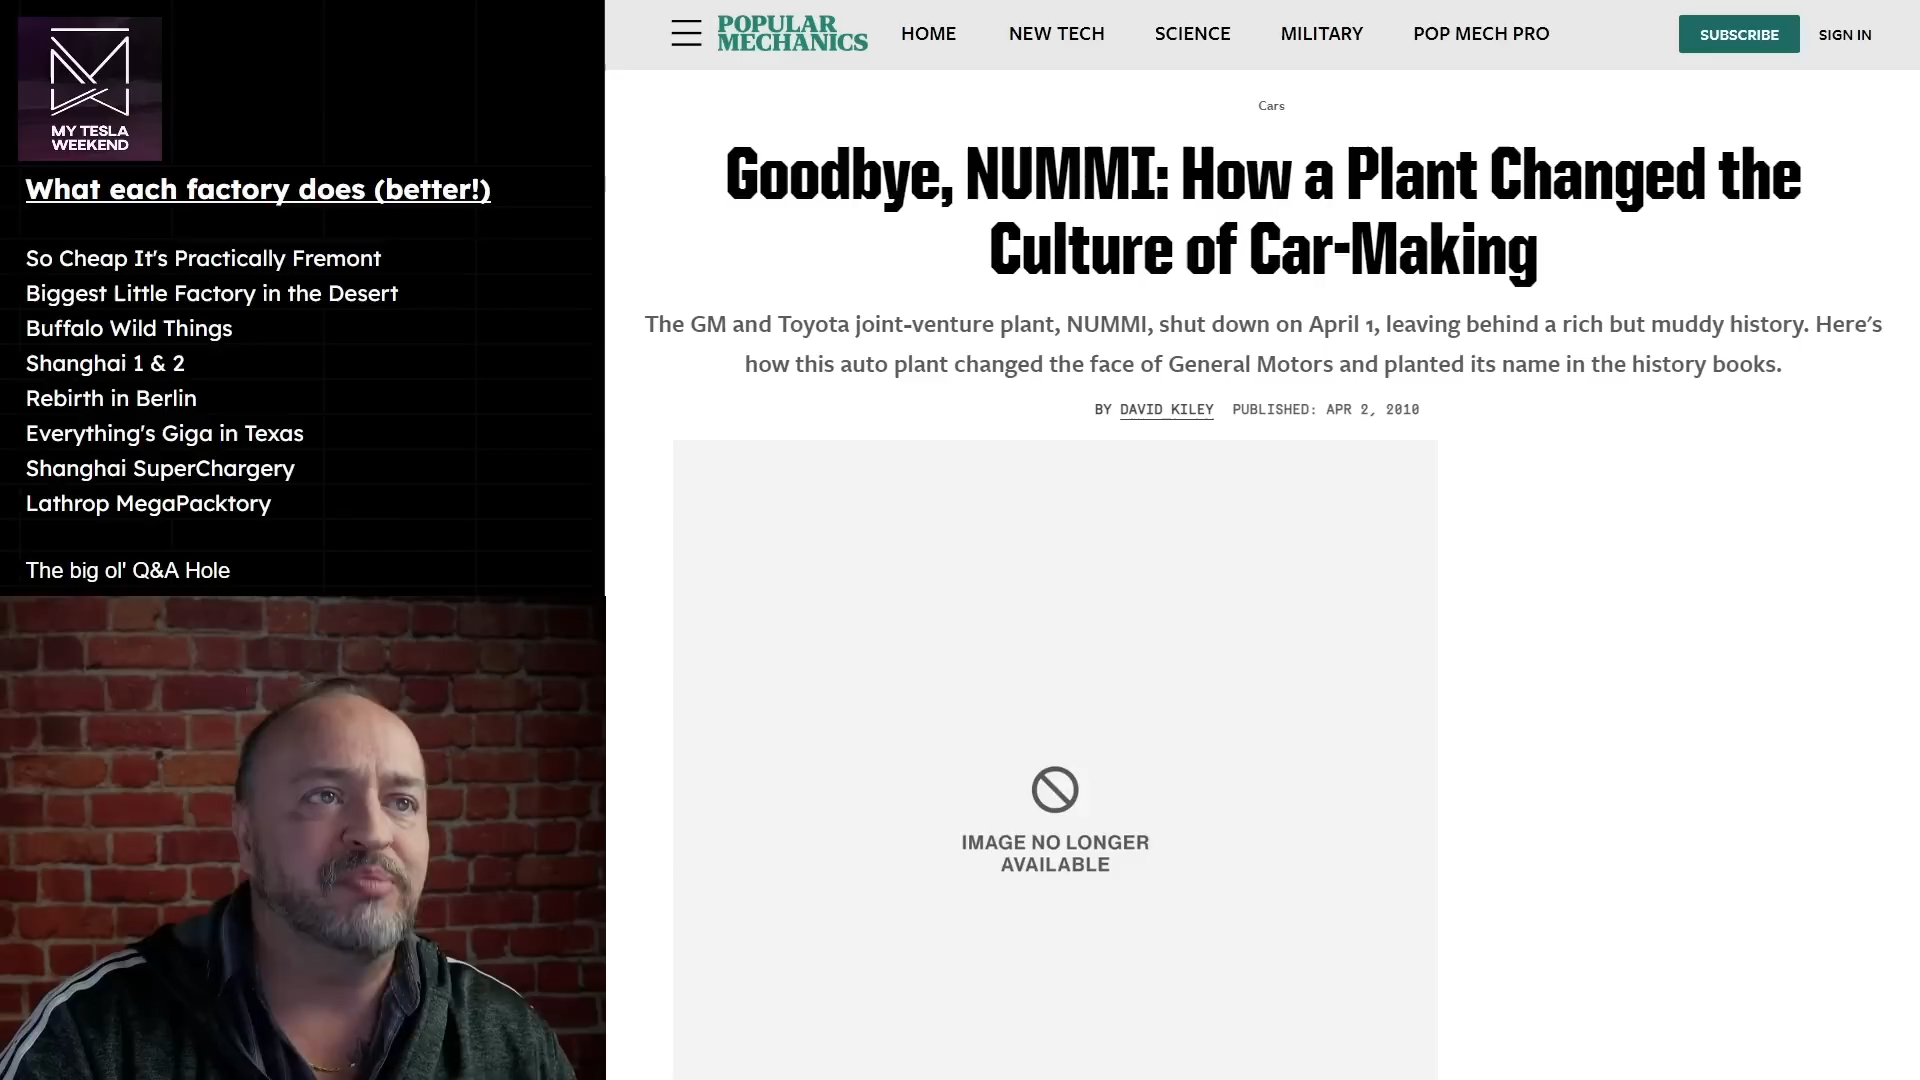 MY TESLA
WEEKEND
What each factory does (better!)
So Cheap It's Practically Fremont
Biggest Little Factory in the Desert
Buffalo Wild Things
Shanghai 1 & 2
Rebirth in Berlin
Everything's Giga in Texas
Shanghai SuperChargery
Lathrop MegaPacktory
The big ol' Q&A Hole
POPULAR
MECHANICS
HOME
NEW TECH
SCIENCE
MILITARY
POP MECH PRO
SUBSCRIBE
SIGN IN
Cars
Goodbye, NUMMI: How a Plant Changed the
Culture of Car-Making
The GM and Toyota joint-venture plant, NUMMI, shut down on April 1, leaving behind a rich but muddy history. Here's
how this auto plant changed the face of General Motors and planted its name in the history books.
BY DAVID KILEY PUBLISHED: APR 2, 2010
IMAGE NO LONGER
AVAILABLE